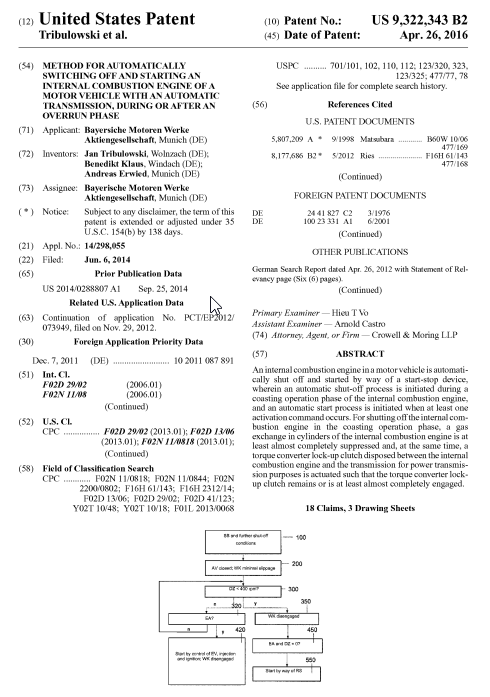 (12) United States Patent
Tribulowski et al.
(10) Patent No.: US 9,322,343 B2
(45) Date of Patent: Apr. 26, 2016
(54) METHOD FOR AUTOMATICALLY
SWITCHING OFF AND STARTING AN
INTERNAL COMBUSTION ENGINE OF A
MOTOR VEHICLE WITH AN AUTOMATIC
TRANSMISSION, DURING OR AFTER AN
OVERRUN PHASE
(71) Applicant: Bayersiche Motoren Werke
Aktiengesellschaft, Munich (DE)
(72) Inventors: Jan Tribulowski, Wolnzach (DE);
Benedikt Klaus, Windach (DE);
Andreas Erwied, Munich (DE)
(73) Assignee: Bayerische Motoren Werke
Aktiengesellschaft, Munich (DE)
( * ) Notice: Subject to any disclaimer, the term of this
patent is extended or adjusted under 35
U.S.C. 154(b) by 138 days.
(21) Appl. No.: 14/298,055
(22) Filed: Jun. 6, 2014
(65) Prior Publication Data
US 2014/0288807 A1 Sep. 25, 2014
Related U.S. Application Data
(63) Continuation of application No. PCT/EP2012/
073949, filed on Nov. 29, 2012.
(30) Foreign Application Priority Data
Dec. 7, 2011 (DE) ......................... 10 2011 087 891
(51) Int. Cl.
F02D 29/02 (2006.01)
F02N 11/08 (2006.01)
(Continued)
(52) U.S. Cl.
CPC ............. F02D 29/02 (2013.01); F02D 13/06
(2013.01); F02N 11/0818 (2013.01);
(Continued)
(58) Field of Classification Search
CPC ........... F02N 11/0818; F02N 11/0844; F02N
2200/0802; F16H 61/143; F16H 2312/14;
F02D 13/06; F02D 29/02; F02D 41/123;
Y02T 10/48; Y02T 10/18; F01L 2013/0068
USPC .......... 701/101, 102, 110, 112; 123/320, 323,
123/325; 477/77, 78
See application file for complete search history.
(56) References Cited
U.S. PATENT DOCUMENTS
5,807,209 A * 9/1998 Matsubara ............ B60W 10/06
477/169
8,177,686 B2 * 5/2012 Ries ..................... F16H 61/143
477/168
(Continued)
FOREIGN PATENT DOCUMENTS
DE 24 41 827 C2 3/1976
DE 100 23 331 A1 6/2001
(Continued)
OTHER PUBLICATIONS
German Search Report dated Apr. 26, 2012 with Statement of Rel-
evancy page (Six (6) pages).
(Continued)
Primary Examiner — Hieu T Vo
Assistant Examiner — Arnold Castro
(74) Attorney, Agent, or Firm — Crowell & Moring LLP
(57) ABSTRACT
An internal combustion engine in a motor vehicle is automati-
cally shut off and started by way of a start-stop device,
wherein an automatic shut-off process is initiated during a
coasting operation phase of the internal combustion engine,
and an automatic start process is initiated when at least one
activation command occurs. For shutting off the internal com-
bustion engine in the coasting operation phase, a gas
exchange in cylinders of the internal combustion engine is at
least almost completely suppressed and, at the same time, a
torque converter lock-up clutch disposed between the internal
combustion engine and the transmission for power transmis-
sion purposes is actuated such that the torque converter lock-
up clutch remains or is at least almost completely engaged.
18 Claims, 3 Drawing Sheets
SB and further shut-off
conditions
100
AV closed; WK minimal slippage
200
DZ < 400 rpm?
300
n
320
y
350
EA?
WK disengaged
n
y
420
450
Start by control of EV, injection
and ignition; WK disengaged
EA and DZ = 0?
550
Start by way of RS